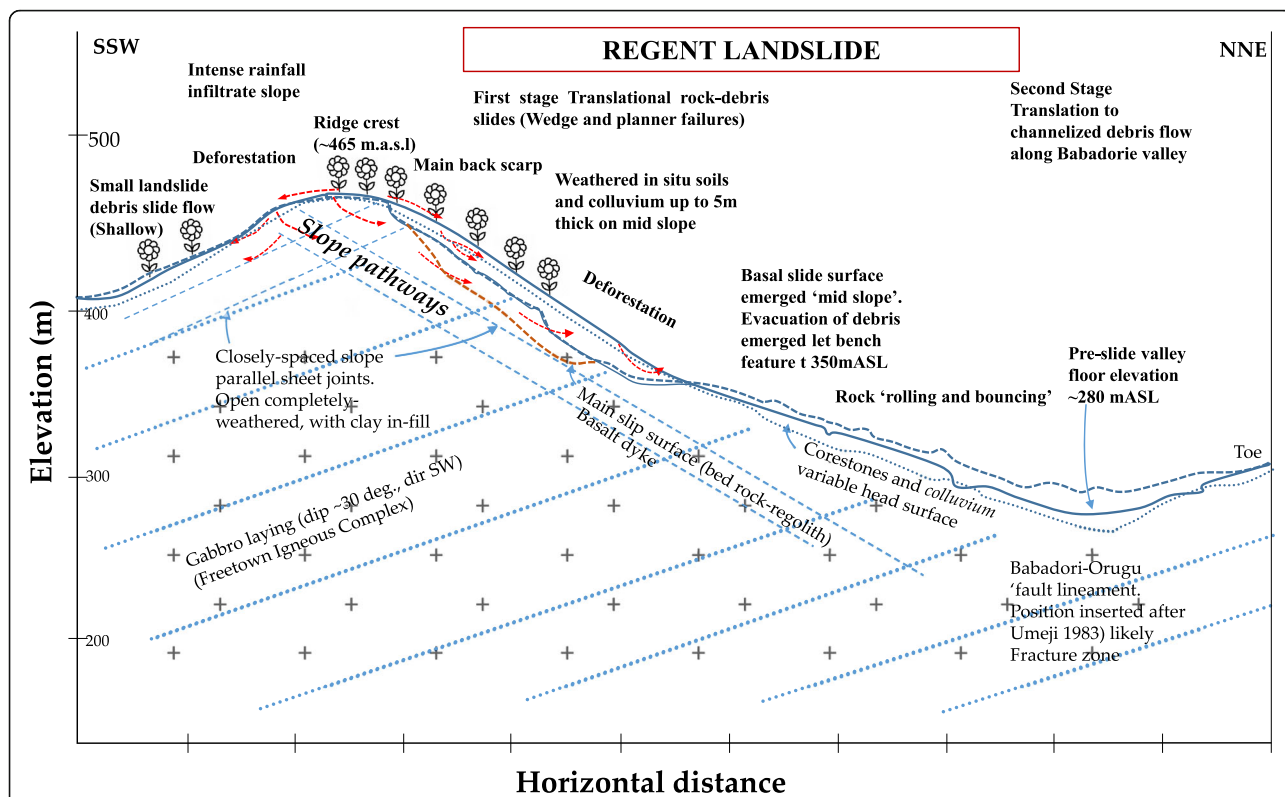 SSW
REGENT LANDSLIDE
NNE
Intense rainfall
infiltrate slope
First stage Translational rock-debris
slides (Wedge and planner failures)
Second Stage
Translation to
channelized debris flow
along Babadorie valley
500
Ridge crest
(~465 m.a.s.l)
Deforestation
Main back scarp
Small landslide
debris slide flow
(Shallow)
Weathered in situ soils
and colluvium up to 5m
thick on mid slope
Slope pathways
Deforestation
Basal slide surface
emerged ‘mid slope’.
Evacuation of debris
emerged let bench
feature t 350mASL
400
Closely-spaced slope
parallel sheet joints.
Open completely-
weathered, with clay in-fill
Pre-slide valley
floor elevation
~280 mASL
Rock ‘rolling and bouncing’
Main slip surface (bed rock-regolith)
Basalt dyke
Corestones and colluvium
variable head surface
Toe
300
Gabbro laying (dip ~30 deg., dir SW)
(Freetown Igneous Complex)
Babadori-Orugu
‘fault lineament.
Position inserted after
Umeji 1983) likely
Fracture zone
200
Elevation (m)
Horizontal distance